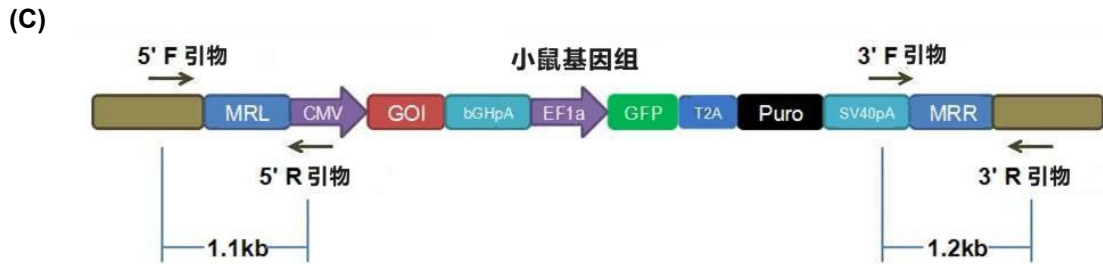 (C)
5' F 引物
小鼠基因组
3' F 引物
MRL CMV GOI bGHpA EF1a GFP T2A Puro SV40pA MRR
5' R 引物
3' R 引物
1.1kb
1.2kb